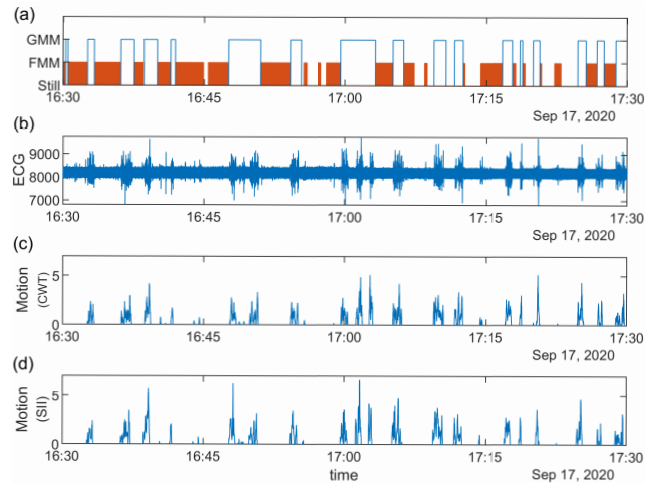 (a)
GMM
FMM
Still
16:30 16:45 17:00 17:15 17:30
Sep 17, 2020
(b)
ECG
9000
8000
7000
16:30 16:45 17:00 17:15 17:30
Sep 17, 2020
(c)
Motion
(CWT)
5
0
16:30 16:45 17:00 17:15 17:30
Sep 17, 2020
(d)
Motion
(SII)
5
0
16:30 16:45 17:00 17:15 17:30
time
Sep 17, 2020